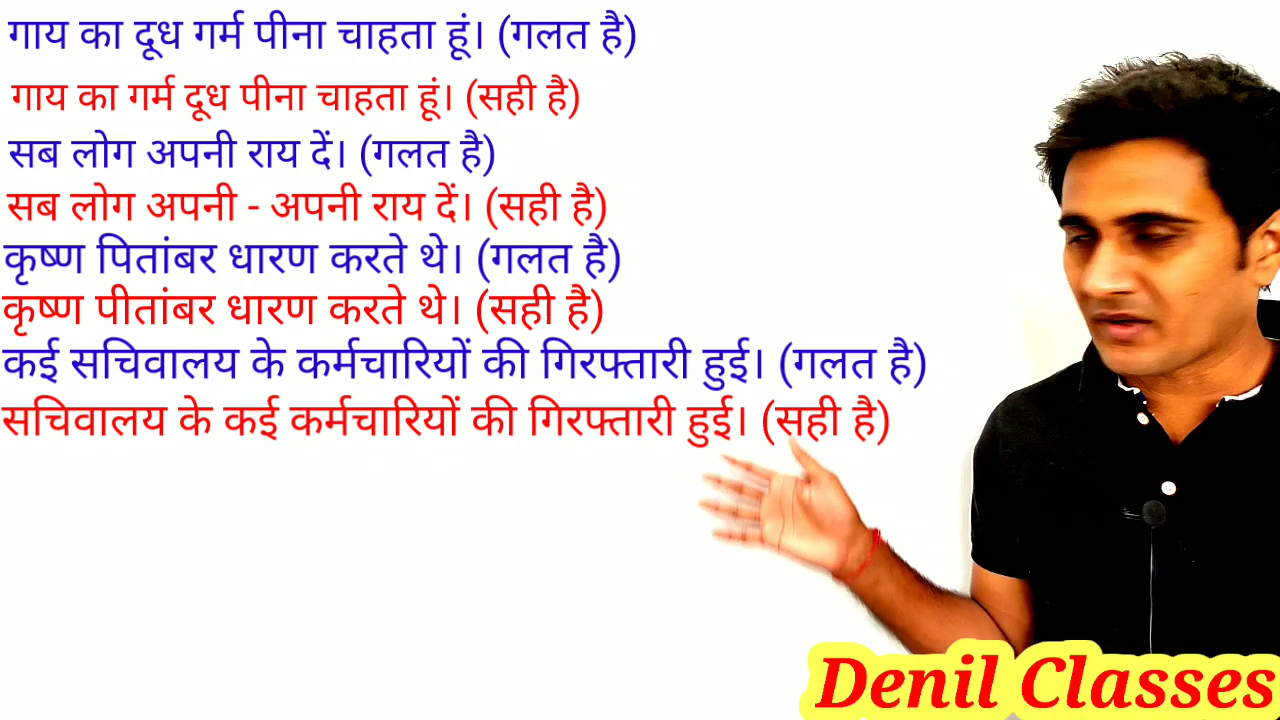 गाय का दूध गर्म पीना चाहता हूं। (गलत है)
गाय का गर्म दूध पीना चाहता हूं। (सही है)
सब लोग अपनी राय दें। (गलत है)
सब लोग अपनी - अपनी राय दें। (सही है)
कृष्ण पितांबर धारण करते थे। (गलत है)
कृष्ण पीतांबर धारण करते थे। (सही है)
कई सचिवालय के कर्मचारियों की गिरफ्तारी हुई। (गलत है)
सचिवालय के कई कर्मचारियों की गिरफ्तारी हुई। (सही है)
Denil Classes